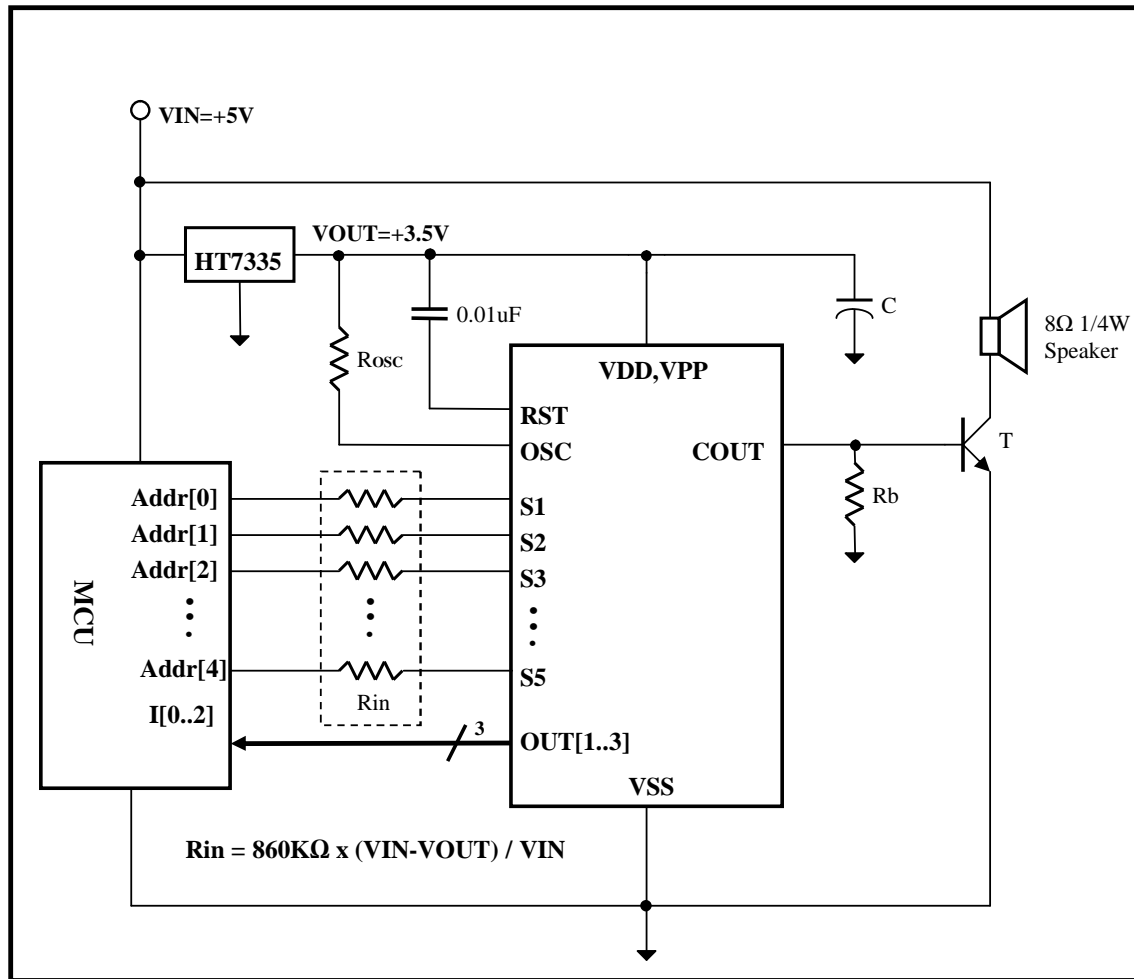 VIN=+5V
VOUT=+3.5V
HT7335
0.01uF
C
8Ω 1/4W
Speaker
Rosc
VDD,VPP
RST
OSC
COUT
T
Rb
MCU
Addr[0]
Addr[1]
Addr[2]
Addr[4]
I[0..2]
Rin
S1
S2
S3
S5
3
OUT[1..3]
VSS
Rin = 860KΩ x (VIN-VOUT) / VIN